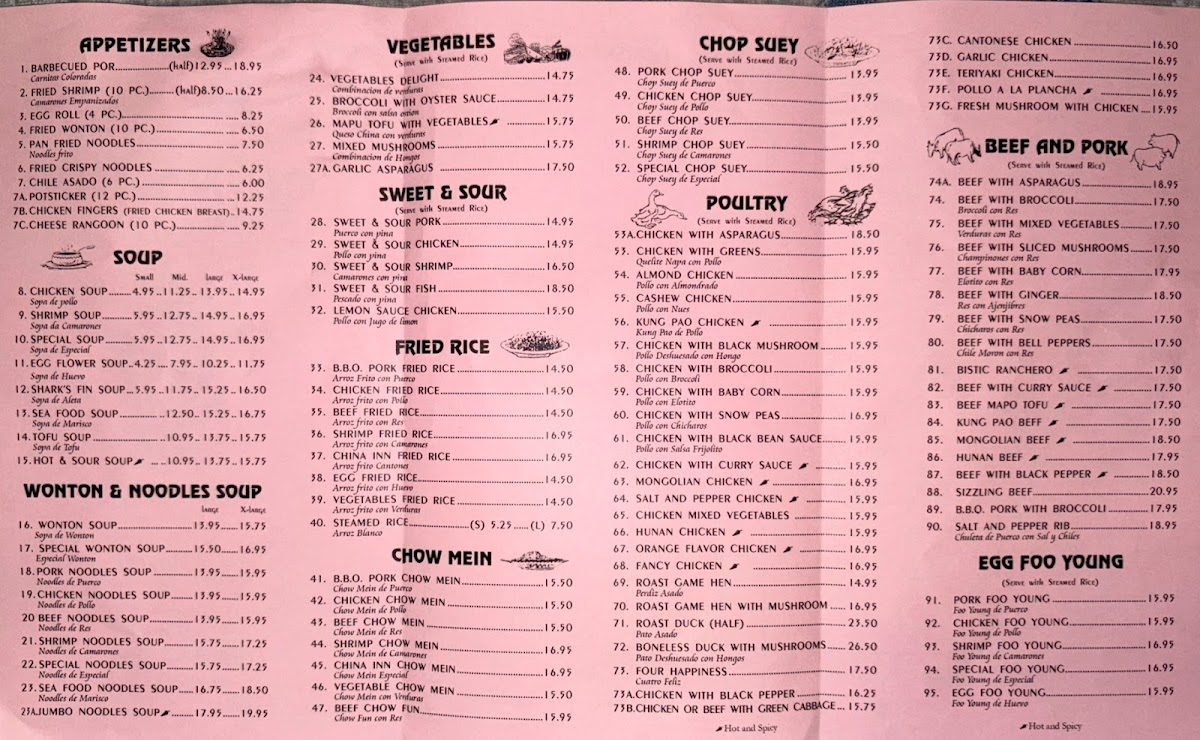 APPETIZERS
1. BARBECUED POR...............(half)12.95 ...18.95
Carnitas Coloradas
2. FRIED SHRIMP (10 PC.)........(half)8.50 ...16.25
Camarones Empanizados
3. EGG ROLL (4 PC.)............ 8.25
4. FRIED WONTON (10 PC.)............ 6.50
5. PAN FRIED NOODLES............ 7.50
Noodles frito
6. FRIED CRISPY NOODLES ............ 6.25
7. CHILE ASADO (6 PC.) ............ 6.00
7A. POTSTICKER (12 PC.) ............12.25
7B. CHICKEN FINGERS (FRIED CHICKEN BREAST)..14.75
7C. CHEESE RANGOON (10 PC.) ............ 9.25
SOUP
Small Mid. large X-large
8. CHICKEN SOUP.........4.95 ..11.25 .. 13.95 .. 14.95
Sopa de pollo
9. SHRIMP SOUP.........5.95 ..12.75 .. 14.95 .. 16.95
Sopa da Camarones
10. SPECIAL SOUP.........5.95 ..12.75 .. 14.95 .. 16.95
Sopa de Especial
11. EGG FLOWER SOUP...4.25 .... 7.95 .. 10.25 .. 11.75
Sopa de Huevo
12. SHARK'S FIN SOUP...5.95 ..11.75 .. 15.25 .. 16.50
Sopa de Aleta
13. SEA FOOD SOUP.........12.50 .. 15.25 .. 16.75
Sopa de Marisco
14. TOFU SOUP ............10.95 .. 13.75 .. 15.75
Sopa de Tofu
15. HOT & SOUR SOUP ... ..10.95 .. 13.75 .. 15.75
WONTON & NOODLES SOUP
large X-large
16. WONTON SOUP............13.95 ......15.75
Sopa de Wonton
17. SPECIAL WONTON SOUP.........15.50 ......16.95
Especial Wonton
18. PORK NOODLES SOUP ............13.95 ......15.95
Noodles de Puerco
19. CHICKEN NOODLES SOUP.........13.95 ......15.95
Noodles de Pollo
20 BEEF NOODLES SOUP............13.95 ......15.95
Noodles de Res
21. SHRIMP NOODLES SOUP .........15.75 ......17.25
Noodles de Camarones
22. SPECIAL NOODLES SOUP.........15.75 ......17.25
Noodles de Especial
23. SEA FOOD NOODLES SOUP......16.75 ......18.50
Noodles de Marisco
23A. JUMBO NOODLES SOUP .........17.95 ......19.95
VEGETABLES
(Serve with Steamed Rice)
24. VEGETABLES DELIGHT............14.75
Combinacion de verduras
25. BROCCOLI WITH OYSTER SAUCE............14.75
Broccoli con salsa estion
26. MAPU TOFU WITH VEGETABLES ............15.75
Queso China con verduras
27. MIXED MUSHROOMS ............15.75
Combinacion de Hongos
27A. GARLIC ASPARAGUS ............17.50
SWEET & SOUR
(Serve with Steamed Rice)
28. SWEET & SOUR PORK ............14.95
Puerco con pina
29. SWEET & SOUR CHICKEN............14.95
Pollo con pina
30. SWEET & SOUR SHRIMP............16.50
Camarones con pina
31. SWEET & SOUR FISH ............18.50
Pescado con pina
32. LEMON SAUCE CHICKEN............15.50
Pollo con Jugo de limon
FRIED RICE
33. B.B.Q. PORK FRIED RICE ............14.50
Arroz Frito con Puerco
34. CHICKEN FRIED RICE............14.50
Arroz frito con Pollo
35. BEEF FRIED RICE............14.50
Arroz frito con Res
36. SHRIMP FRIED RICE............16.95
Arroz frito con Camarones
37. CHINA INN FRIED RICE ............16.95
Arroz frito Cantones
38. EGG FRIED RICE............14.50
Arroz frito con Huevo
39. VEGETABLES FRIED RICE ............14.50
Arroz frito con Verduras
40. STEAMED RICE............(S) 5.25 ......(L) 7.50
Arroz Blanco
CHOW MEIN
41. B.B.Q. PORK CHOW MEIN ............15.50
Chow Mein de Puerco
42. CHICKEN CHOW MEIN ............15.50
Chow Mein de Pollo
43. BEEF CHOW MEIN ............15.50
Chow Mein de Res
44. SHRIMP CHOW MEIN ............16.95
Chow Mein de Camarones
45. CHINA INN CHOW MEIN ............16.95
Chow Mein Especial
46. VEGETABLE CHOW MEIN ............15.50
Chow Mein con Verduras
47. BEEF CHOW FUN............15.95
Chow Fun con Res
CHOP SUEY
(Serve with Steamed Rice)
48. PORK CHOP SUEY ............13.95
Chop Suey de Puerco
49. CHICKEN CHOP SUEY............13.95
Chop Suey de Pollo
50. BEEF CHOP SUEY............13.95
Chop Suey de Res
51. SHRIMP CHOP SUEY ............15.50
Chop Suey de Camarones
52. SPECIAL CHOP SUEY............15.50
Chop Suey de Especial
POULTRY
(Serve with Steamed Rice)
53A. CHICKEN WITH ASPARAGUS............18.50
53. CHICKEN WITH GREENS............15.95
Quelite Napa con Pollo
54. ALMOND CHICKEN ............15.95
Pollo con Almondrado
55. CASHEW CHICKEN............15.95
Pollo con Nues
56. KUNG PAO CHICKEN ............15.95
Kung Pao de Pollo
57. CHICKEN WITH BLACK MUSHROOM ......15.95
Pollo Deshuesado con Hongo
58. CHICKEN WITH BROCCOLI............15.95
Pollo con Broccoli
59. CHICKEN WITH BABY CORN............15.95
Pollo con Elotito
60. CHICKEN WITH SNOW PEAS............16.95
Pollo con Chicharos
61. CHICKEN WITH BLACK BEAN SAUCE...... 15.95
Pollo con Salsa Frijolito
62. CHICKEN WITH CURRY SAUCE ............15.95
63. MONGOLIAN CHICKEN ............16.95
64. SALT AND PEPPER CHICKEN ............15.95
65. CHICKEN MIXED VEGETABLES ............15.95
66. HUNAN CHICKEN ............15.95
67. ORANGE FLAVOR CHICKEN ............16.95
68. FANCY CHICKEN ............16.95
69. ROAST GAME HEN............14.95
Perdiz Asado
70. ROAST GAME HEN WITH MUSHROOM .....16.95
71. ROAST DUCK (HALF)............23.50
Pato Asado
72. BONELESS DUCK WITH MUSHROOMS......26.50
Pato Deshuesado con Hongos
73. FOUR HAPPINESS............17.50
Cuatro Feliz
73A. CHICKEN WITH BLACK PEPPER ............16.25
73B. CHICKEN OR BEEF WITH GREEN CABBAGE... 15.75
Hot and Spicy
73C. CANTONESE CHICKEN ............16.50
73D. GARLIC CHICKEN............16.95
73E. TERIYAKI CHICKEN............16.95
73F. POLLO A LA PLANCHA ............16.95
73G. FRESH MUSHROOM WITH CHICKEN ...15.95
BEEF AND PORK
(Serve with Steamed Rice)
74A. BEEF WITH ASPARAGUS............18.95
74. BEEF WITH BROCCOLI............17.50
Broccoli con Res
75. BEEF WITH MIXED VEGETABLES.........17.50
Verduras con Res
76. BEEF WITH SLICED MUSHROOMS......17.50
Champinones con Res
77. BEEF WITH BABY CORN............17.95
Elotito con Res
78. BEEF WITH GINGER............18.50
Res con Ajenjibres
79. BEEF WITH SNOW PEAS............17.50
Chicharos con Res
80. BEEF WITH BELL PEPPERS............17.50
Chile Moron con Res
81. BISTIC RANCHERO ............17.50
82. BEEF WITH CURRY SAUCE ............17.50
83. BEEF MAPO TOFU ............17.50
84. KUNG PAO BEFF ............17.50
85. MONGOLIAN BEEF ............18.50
86. HUNAN BEEF ............17.95
87. BEEF WITH BLACK PEPPER ............18.50
88. SIZZLING BEEF............20.95
89. B.B.Q. PORK WITH BROCCOLI............17.95
90. SALT AND PEPPER RIB............18.95
Chuleta de Puerco con Sal y Chiles
EGG FOO YOUNG
(Serve with Steamed Rice)
91. PORK FOO YOUNG ............15.95
Foo Young de Puerco
92. CHICKEN FOO YOUNG............15.95
Foo Young de Pollo
93. SHRIMP FOO YOUNG............16.95
Foo Young de Camarones
94. SPECIAL FOO YOUNG............16.95
Foo Young de Especial
95. EGG FOO YOUNG............15.95
Foo Young de Huevo
Hot and Spicy